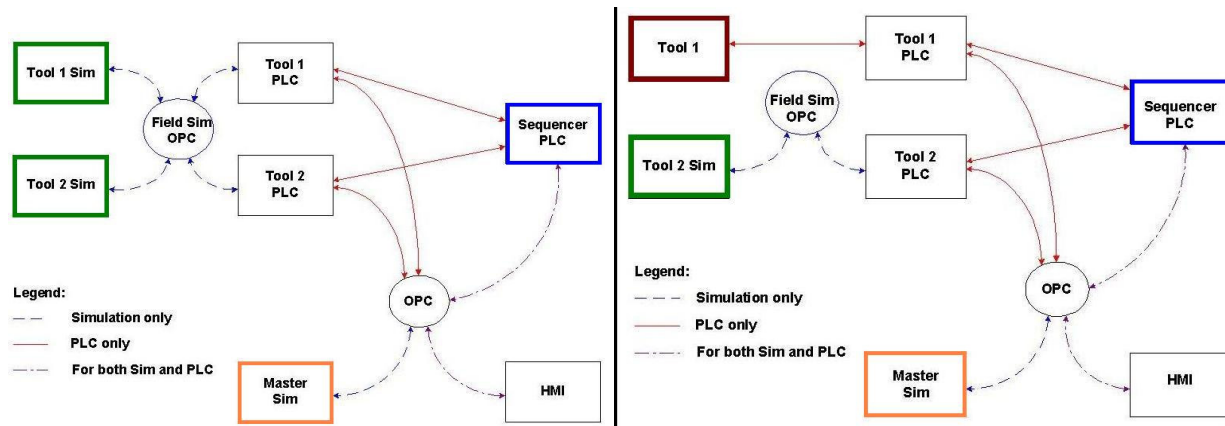 Tool 1 Sim
Field Sim
OPC
Tool 1
PLC
Tool 2 Sim
Tool 2
PLC
Sequencer
PLC
OPC
Legend:
Simulation only
PLC only
For both Sim and PLC
Master
Sim
HMI
Tool 1
Tool 1
PLC
Field Sim
OPC
Sequencer
PLC
Tool 2 Sim
Tool 2
PLC
OPC
Legend:
Simulation only
PLC only
For both Sim and PLC
Master
Sim
HMI